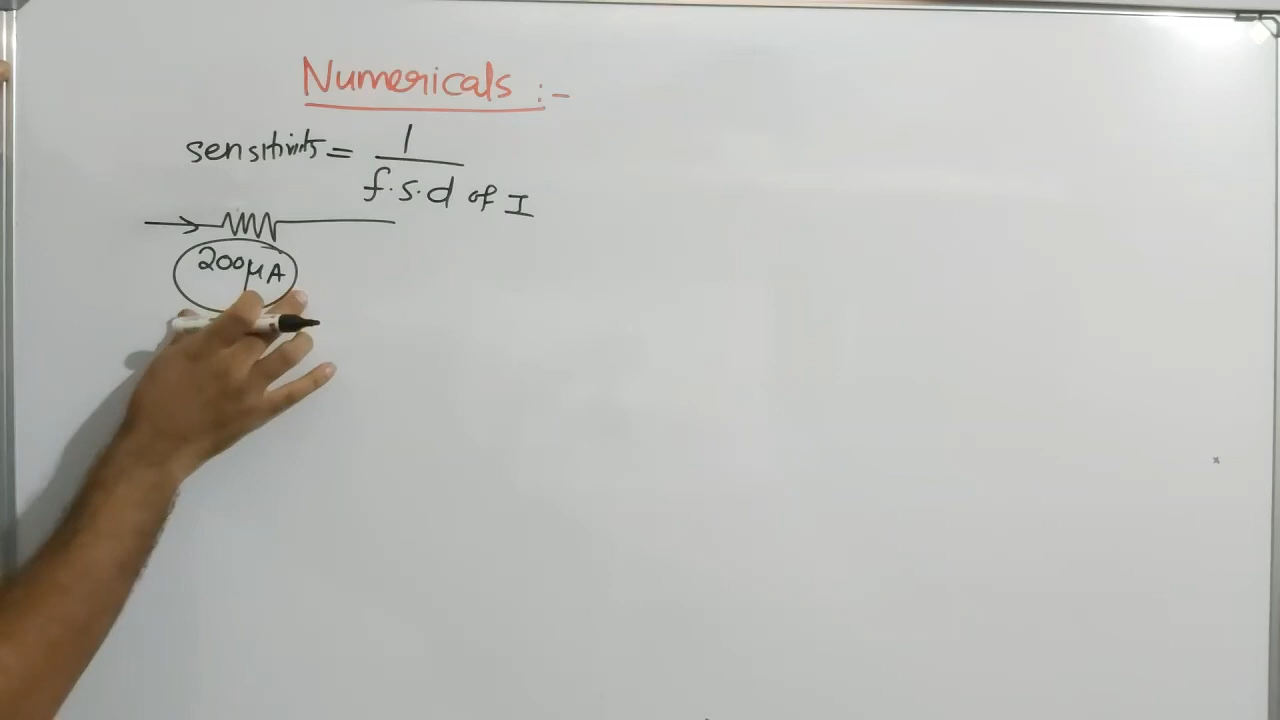 Numericals :-
sensitivity = 1 / f.s.d of I
200μA